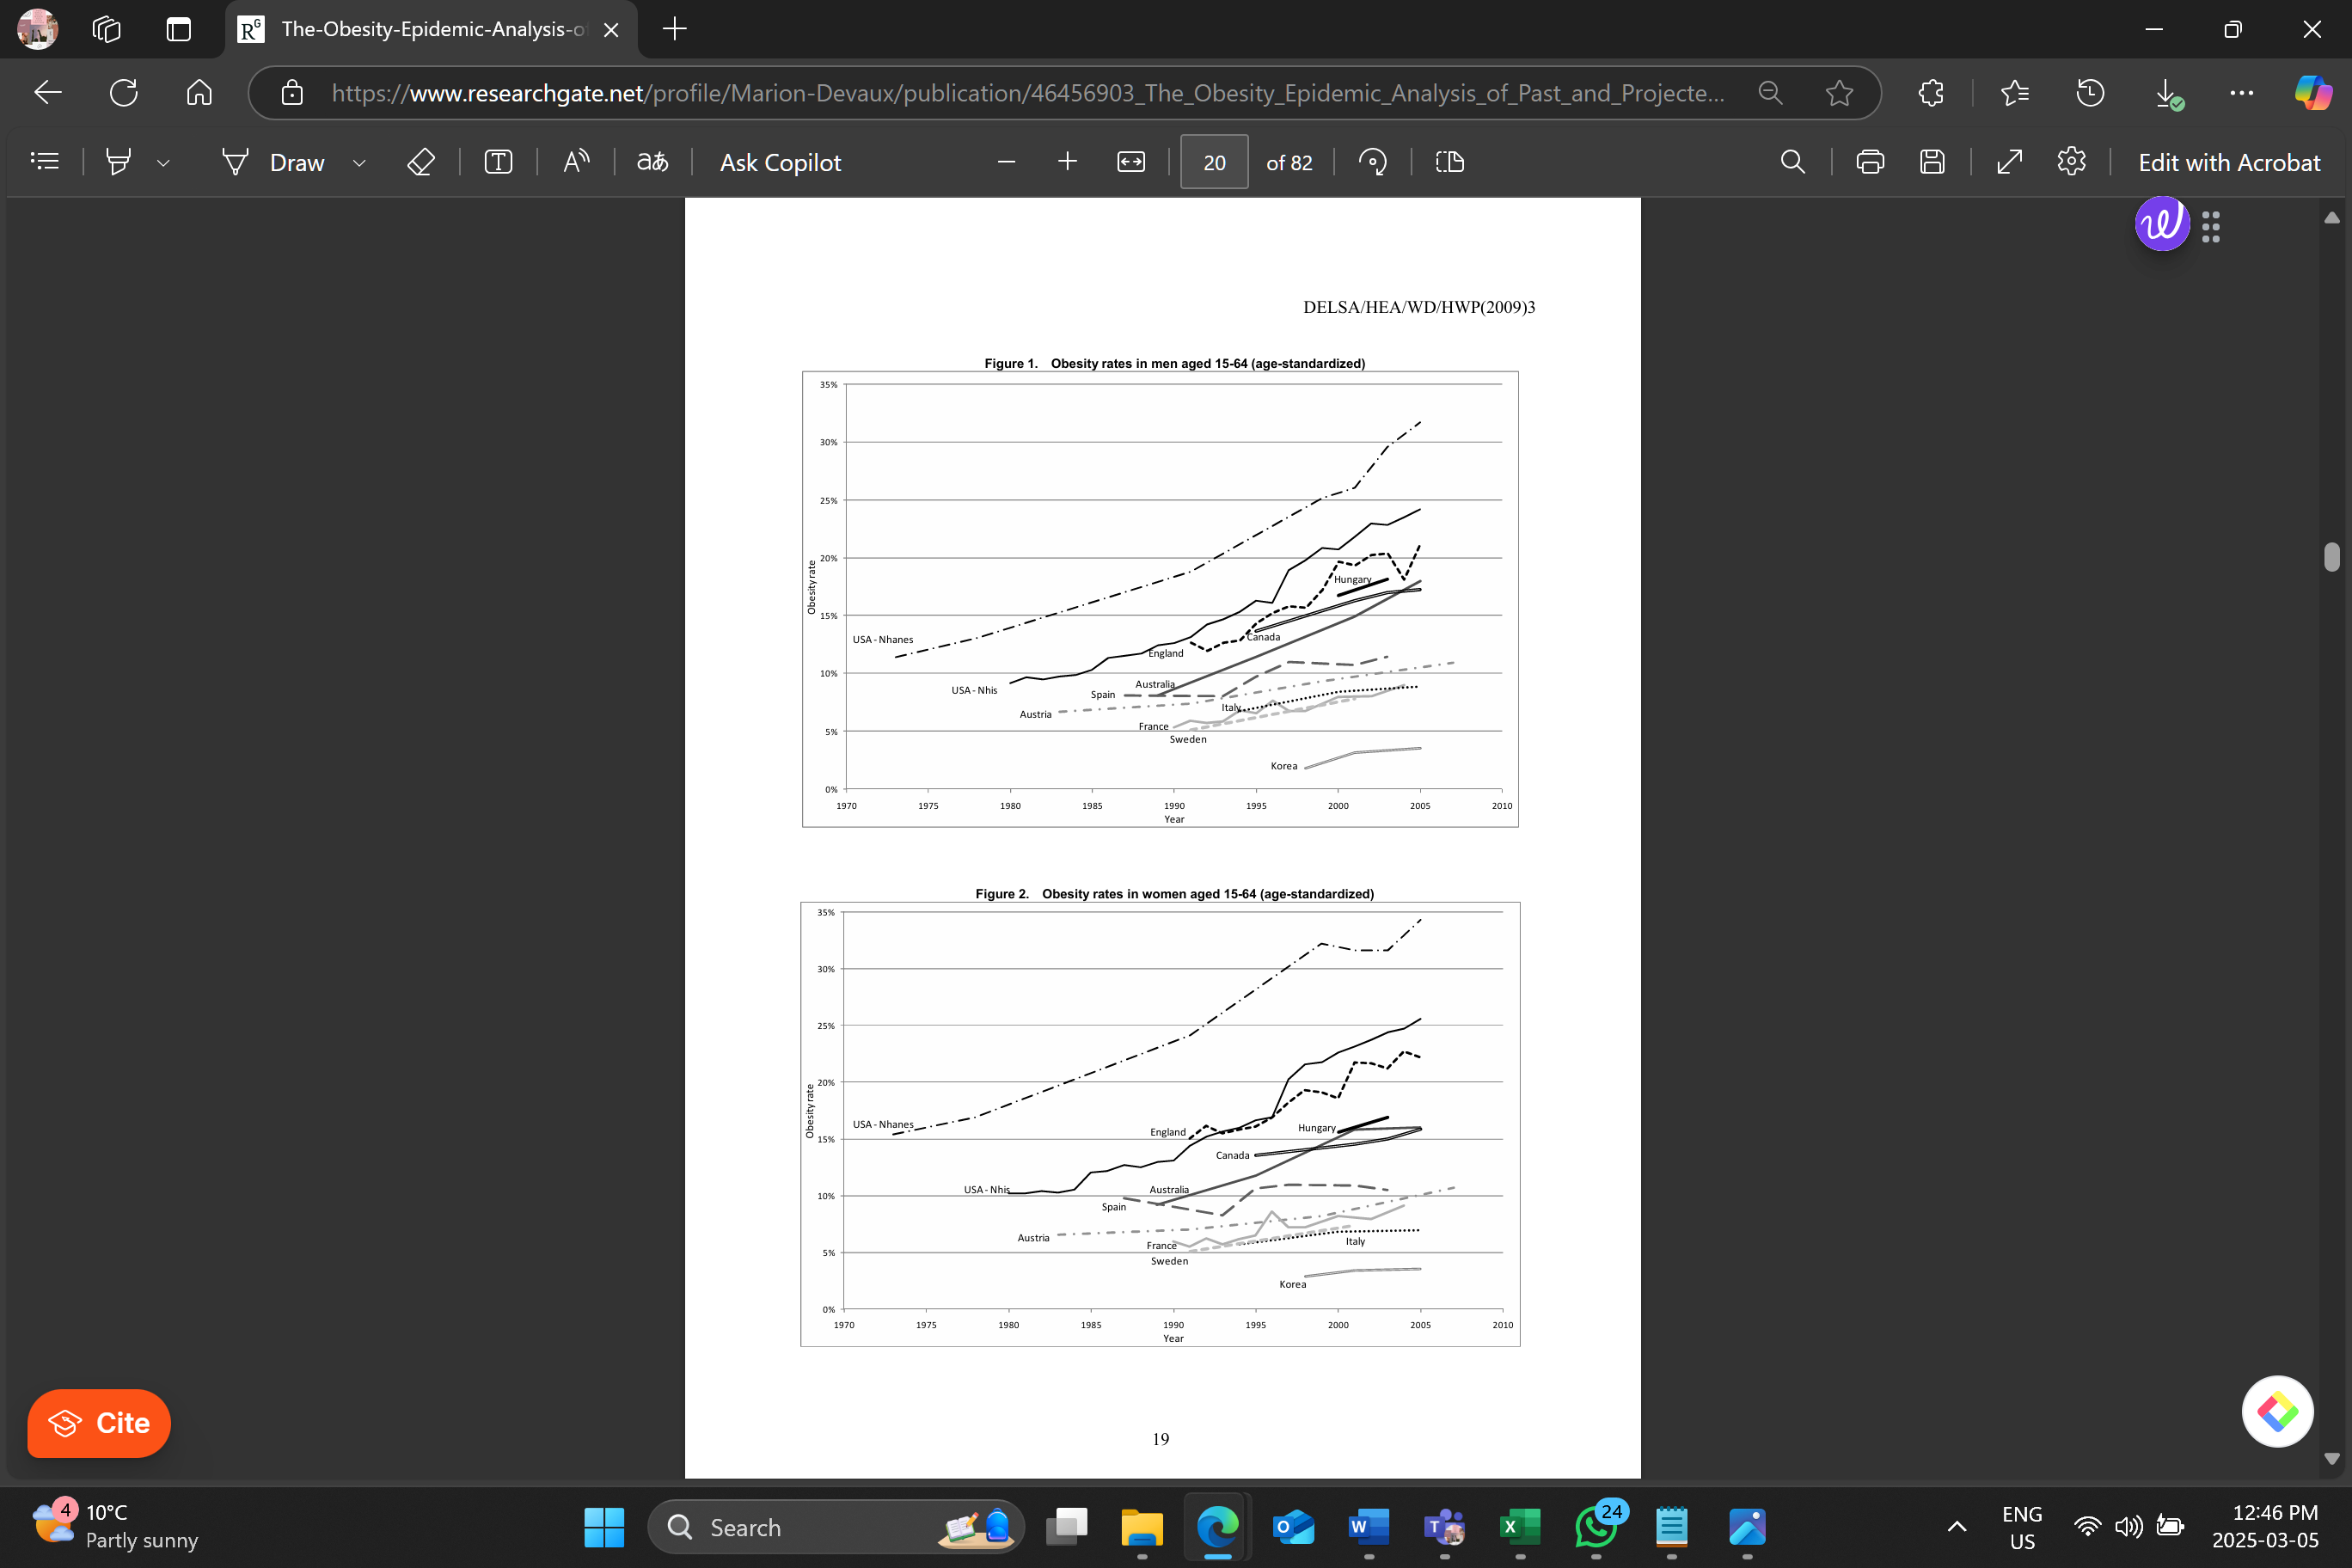 The-Obesity-Epidemic-Analysis-o
https://www.researchgate.net/profile/Marion-Devaux/publication/46456903_The_Obesity_Epidemic_Analysis_of_Past_and_Projecte...
Draw
aあ
Ask Copilot
20 of 82
Edit with Acrobat
DELSA/HEA/WD/HWP(2009)3
Figure 1. Obesity rates in men aged 15-64 (age-standardized)
35%
30%
25%
20%
15%
10%
5%
0%
Obesity rate
USA - Nhanes
USA - Nhis
England
Hungary
Canada
Australia
Spain
Austria
Italy
France
Sweden
Korea
1970 1975 1980 1985 1990 1995 2000 2005 2010
Year
Figure 2. Obesity rates in women aged 15-64 (age-standardized)
35%
30%
25%
20%
15%
10%
5%
0%
Obesity rate
USA - Nhanes
England
Hungary
Canada
USA - Nhis
Australia
Spain
Austria
France
Italy
Sweden
Korea
1970 1975 1980 1985 1990 1995 2000 2005 2010
Year
19
Cite
4
10°C
Partly sunny
Search
24
ENG
US
12:46 PM
2025-03-05